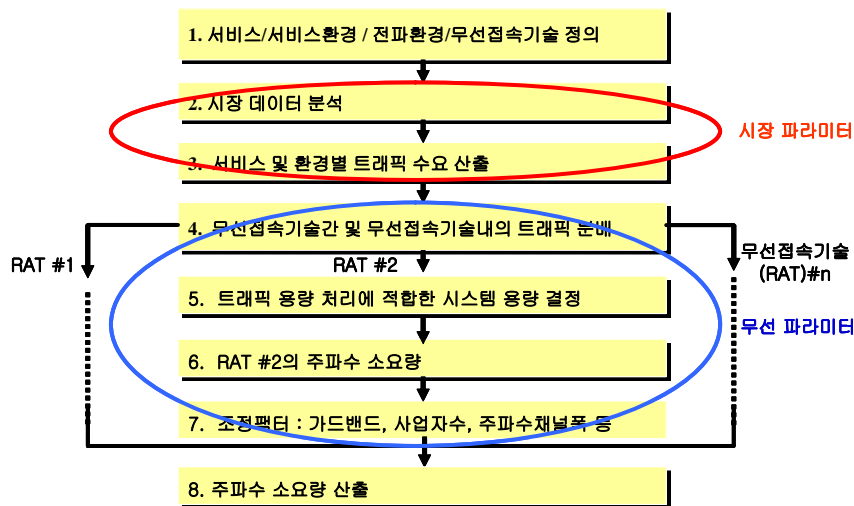 1. 서비스/서비스환경 / 전파환경/무선접속기술 정의
2. 시장 데이터 분석
시장 파라미터
3. 서비스 및 환경별 트래픽 수요 산출
4. 무선접속기술간 및 무선접속기술내의 트래픽 분배
RAT #1
RAT #2
무선접속기술
(RAT)#n
5. 트래픽 용량 처리에 적합한 시스템 용량 결정
무선 파라미터
6. RAT #2의 주파수 소요량
7. 조정팩터 : 가드밴드, 사업자수, 주파수채널폭 등
8. 주파수 소요량 산출